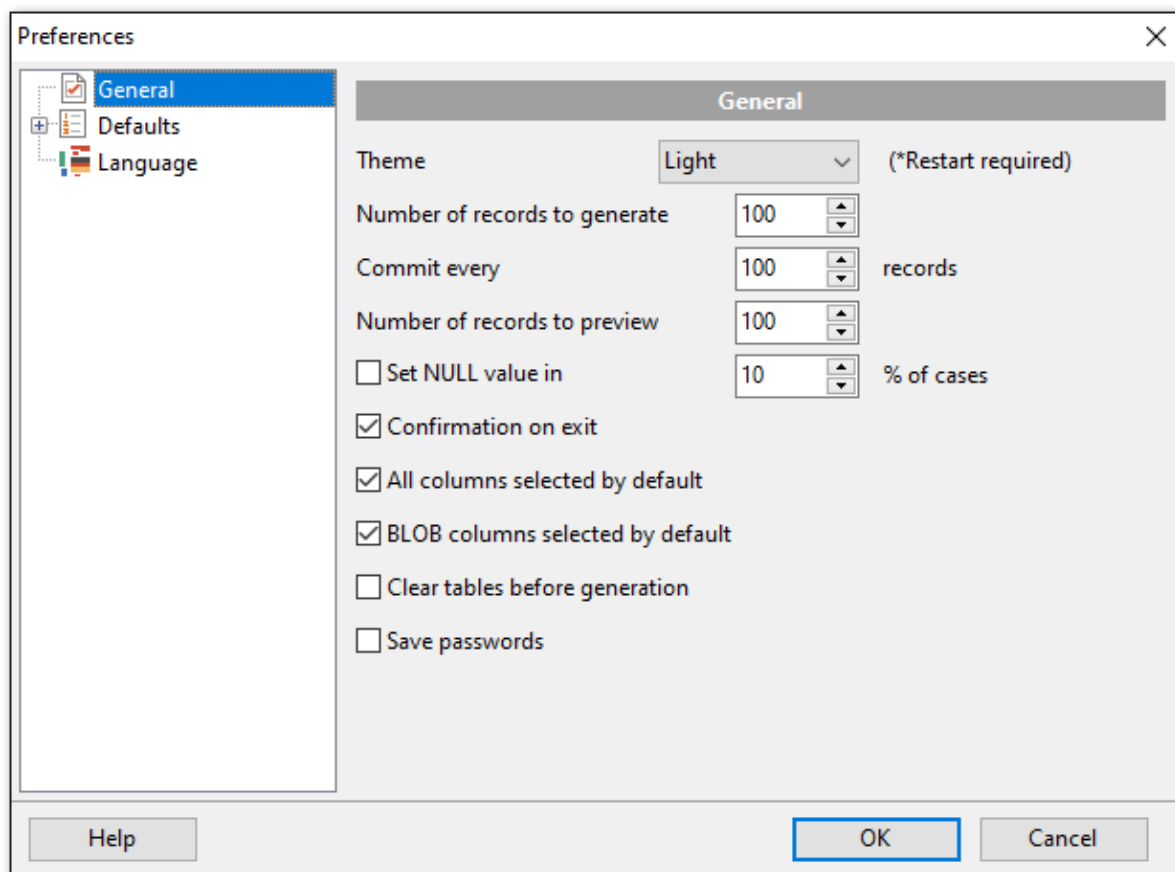 Preferences
General
Defaults
Language
General
Theme Light (*Restart required)
Number of records to generate 100
Commit every 100 records
Number of records to preview 100
Set NULL value in 10 % of cases
Confirmation on exit
All columns selected by default
BLOB columns selected by default
Clear tables before generation
Save passwords
Help OK Cancel